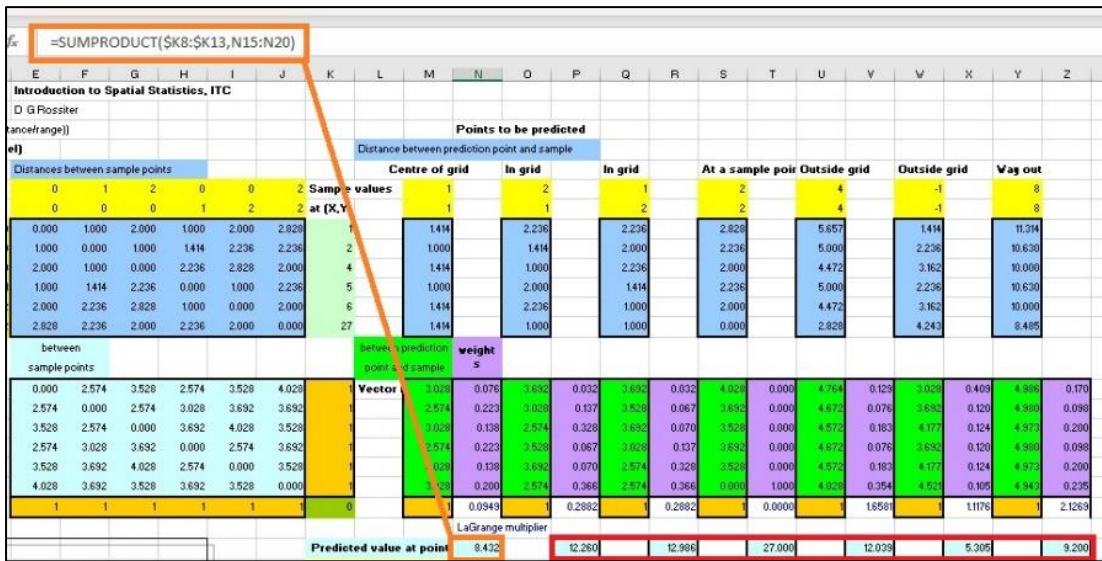 fx =SUMPRODUCT($K8:$K13,N15:N20)
E F G H I J K L M N O P Q R S T U V W X Y Z
Introduction to Spatial Statistics, ITC
D G Rossiter
tance/range)) Points to be predicted
el) Distance between prediction point and sample
Distances between sample points Centre of grid In grid In grid At a sample poir Outside grid Outside grid Way out
0 1 2 0 0 2 Sample values 1 2 1 2 4 -1 8
0 0 0 1 2 2 at (X,Y 1 1 2 2 4 -1 8
0.000 1.000 2.000 1.000 2.000 2.828 1 1.414 2.236 2.236 2.828 5.657 1.414 11.314
1.000 0.000 1.000 1.414 2.236 2.236 2 1.000 1.414 2.000 2.236 5.000 2.236 10.630
2.000 1.000 0.000 2.236 2.828 2.000 4 1.414 1.000 2.236 2.000 4.472 3.162 10.000
1.000 1.414 2.236 0.000 1.000 2.236 5 1.000 2.000 1.414 2.236 5.000 2.236 10.630
2.000 2.236 2.828 1.000 0.000 2.000 6 1.414 2.236 1.000 2.000 4.472 3.162 10.000
2.828 2.236 2.000 2.236 2.000 0.000 27 1.414 1.000 1.000 0.000 2.828 4.243 8.485
between between prediction weight
sample points point and sample s
0.000 2.574 3.528 2.574 3.528 4.028 1 Vector 3.028 0.076 3.692 0.032 3.692 0.032 4.028 0.000 4.764 0.129 3.028 0.409 4.986 0.170
2.574 0.000 2.574 3.028 3.692 3.692 1 2.574 0.223 3.028 0.137 3.528 0.067 3.692 0.000 4.672 0.076 3.692 0.120 4.980 0.098
3.528 2.574 0.000 3.692 4.028 3.528 1 3.028 0.138 2.574 0.328 3.692 0.070 3.528 0.000 4.572 0.183 4.177 0.124 4.973 0.200
2.574 3.028 3.692 0.000 2.574 3.692 1 2.574 0.223 3.528 0.067 3.028 0.137 3.692 0.000 4.672 0.076 3.692 0.120 4.980 0.098
3.528 3.692 4.028 2.574 0.000 3.528 1 0.138 3.692 0.070 2.574 0.328 3.528 0.000 4.572 0.183 4.177 0.124 4.973 0.200
4.028 3.692 3.528 3.692 3.528 0.000 1 0.200 2.574 0.366 2.574 0.366 0.000 1.000 4.028 0.354 4.521 0.105 4.943 0.235
1 1 1 1 1 1 0 1 0.0949 1 0.2882 1 0.2882 1 0.0000 1 1.6581 1 1.1176 1 2.1269
LaGrange multiplier
Predicted value at point 8.432 12.260 12.986 27.000 12.039 5.305 9.200